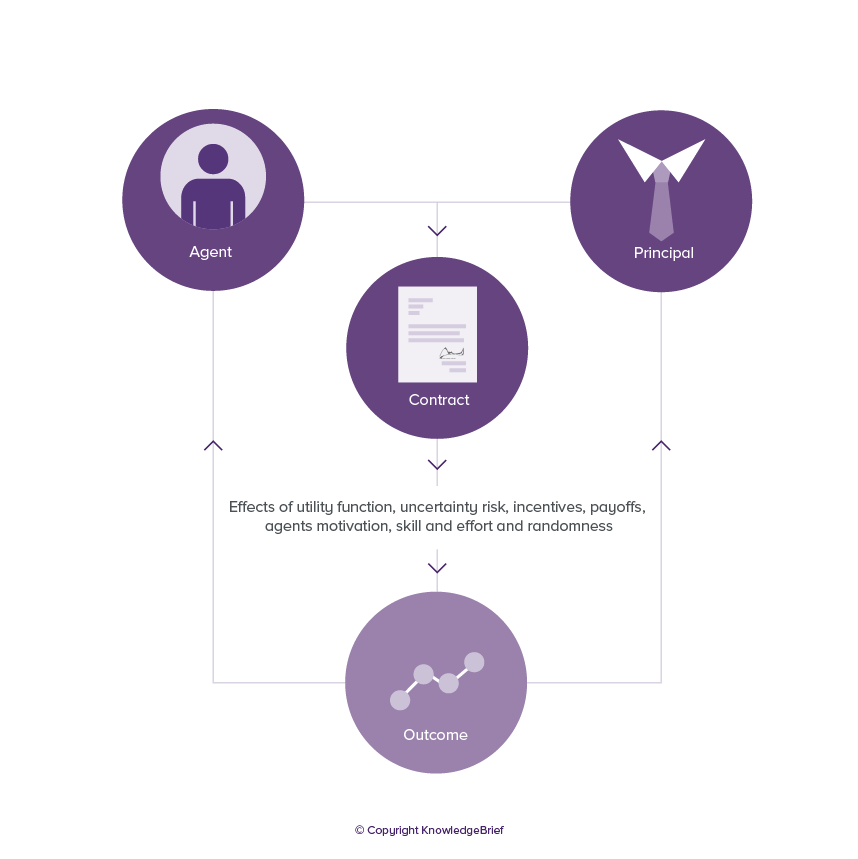 Agent
Principal
Contract
Effects of utility function, uncertainty risk, incentives, payoffs,
agents motivation, skill and effort and randomness
Outcome
© Copyright KnowledgeBrief